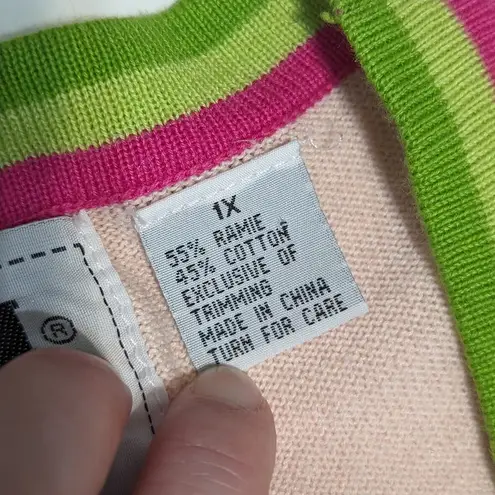 1X
55% RAMIE
45% COTTON
EXCLUSIVE OF
TRIMMING
MADE IN CHINA
TURN FOR CARE
®